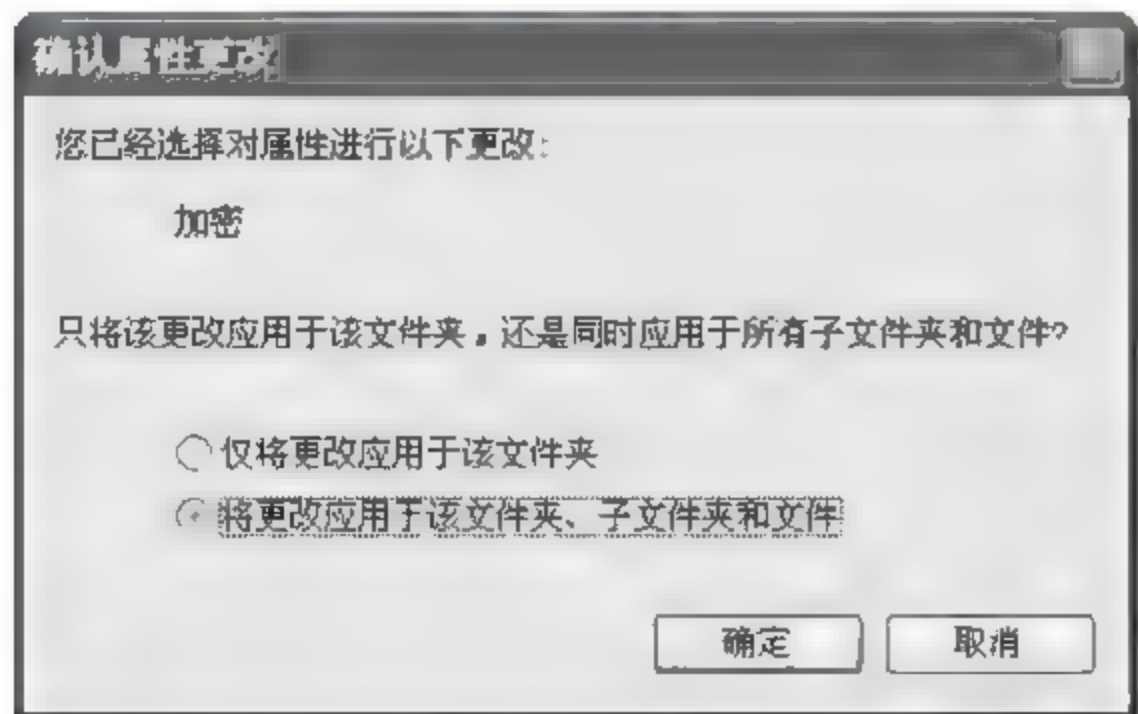 确认属性更改
您已经选择对属性进行以下更改:
加密
只将该更改应用于该文件夹，还是同时应用于所有子文件夹和文件?
仅将更改应用于该文件夹
将更改应用于该文件夹、子文件夹和文件
确定
取消